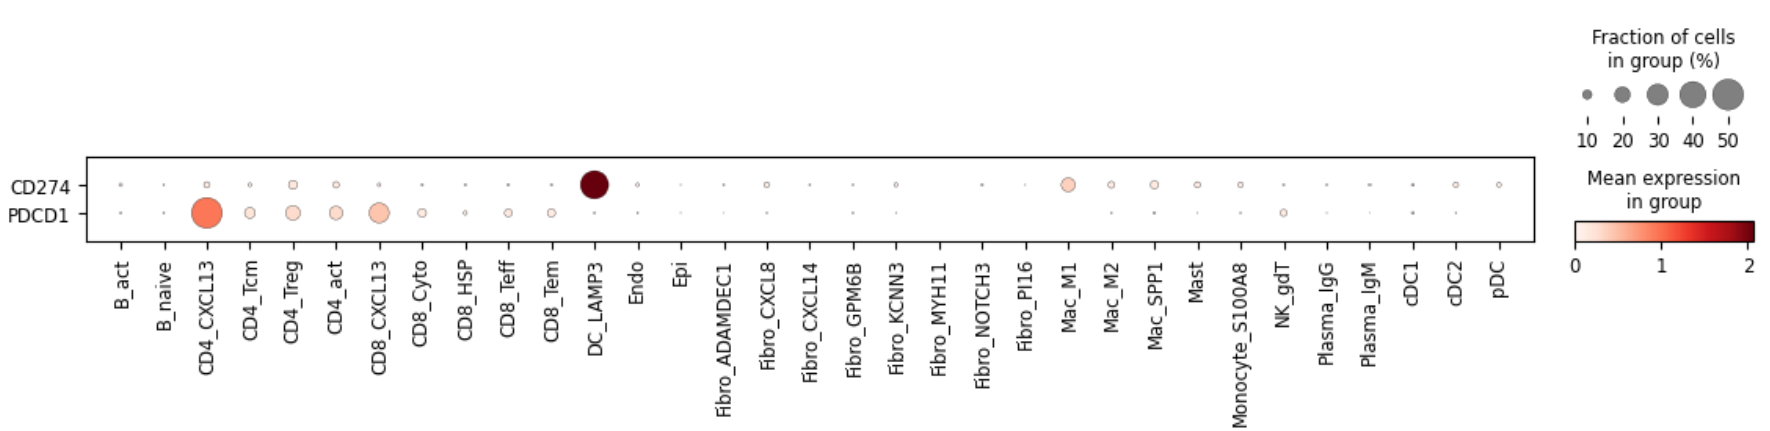 Fraction of cells
in group (%)
10 20 30 40 50
Mean expression
in group
0 1 2
CD274
PDCD1
B_act
B_naive
CD4_CXCL13
CD4_Tcm
CD4_Treg
CD4_act
CD8_CXCL13
CD8_Cyto
CD8_HSP
CD8_Teff
CD8_Tem
DC_LAMP3
Endo
Epi
Fibro_ADAMDEC1
Fibro_CXCL8
Fibro_CXCL14
Fibro_GPM6B
Fibro_KCNN3
Fibro_MYH11
Fibro_NOTCH3
Fibro_PI16
Mac_M1
Mac_M2
Mac_SPP1
Mast
Monocyte_S100A8
NK_gdT
Plasma_IgG
Plasma_IgM
cDC1
cDC2
pDC